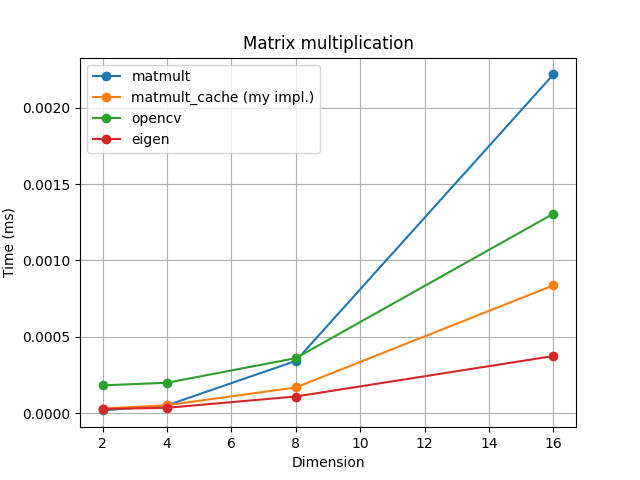 Matrix multiplication
matmult
matmult_cache (my impl.)
opencv
eigen
Time (ms)
0.0020
0.0015
0.0010
0.0005
0.0000
2 4 6 8 10 12 14 16
Dimension